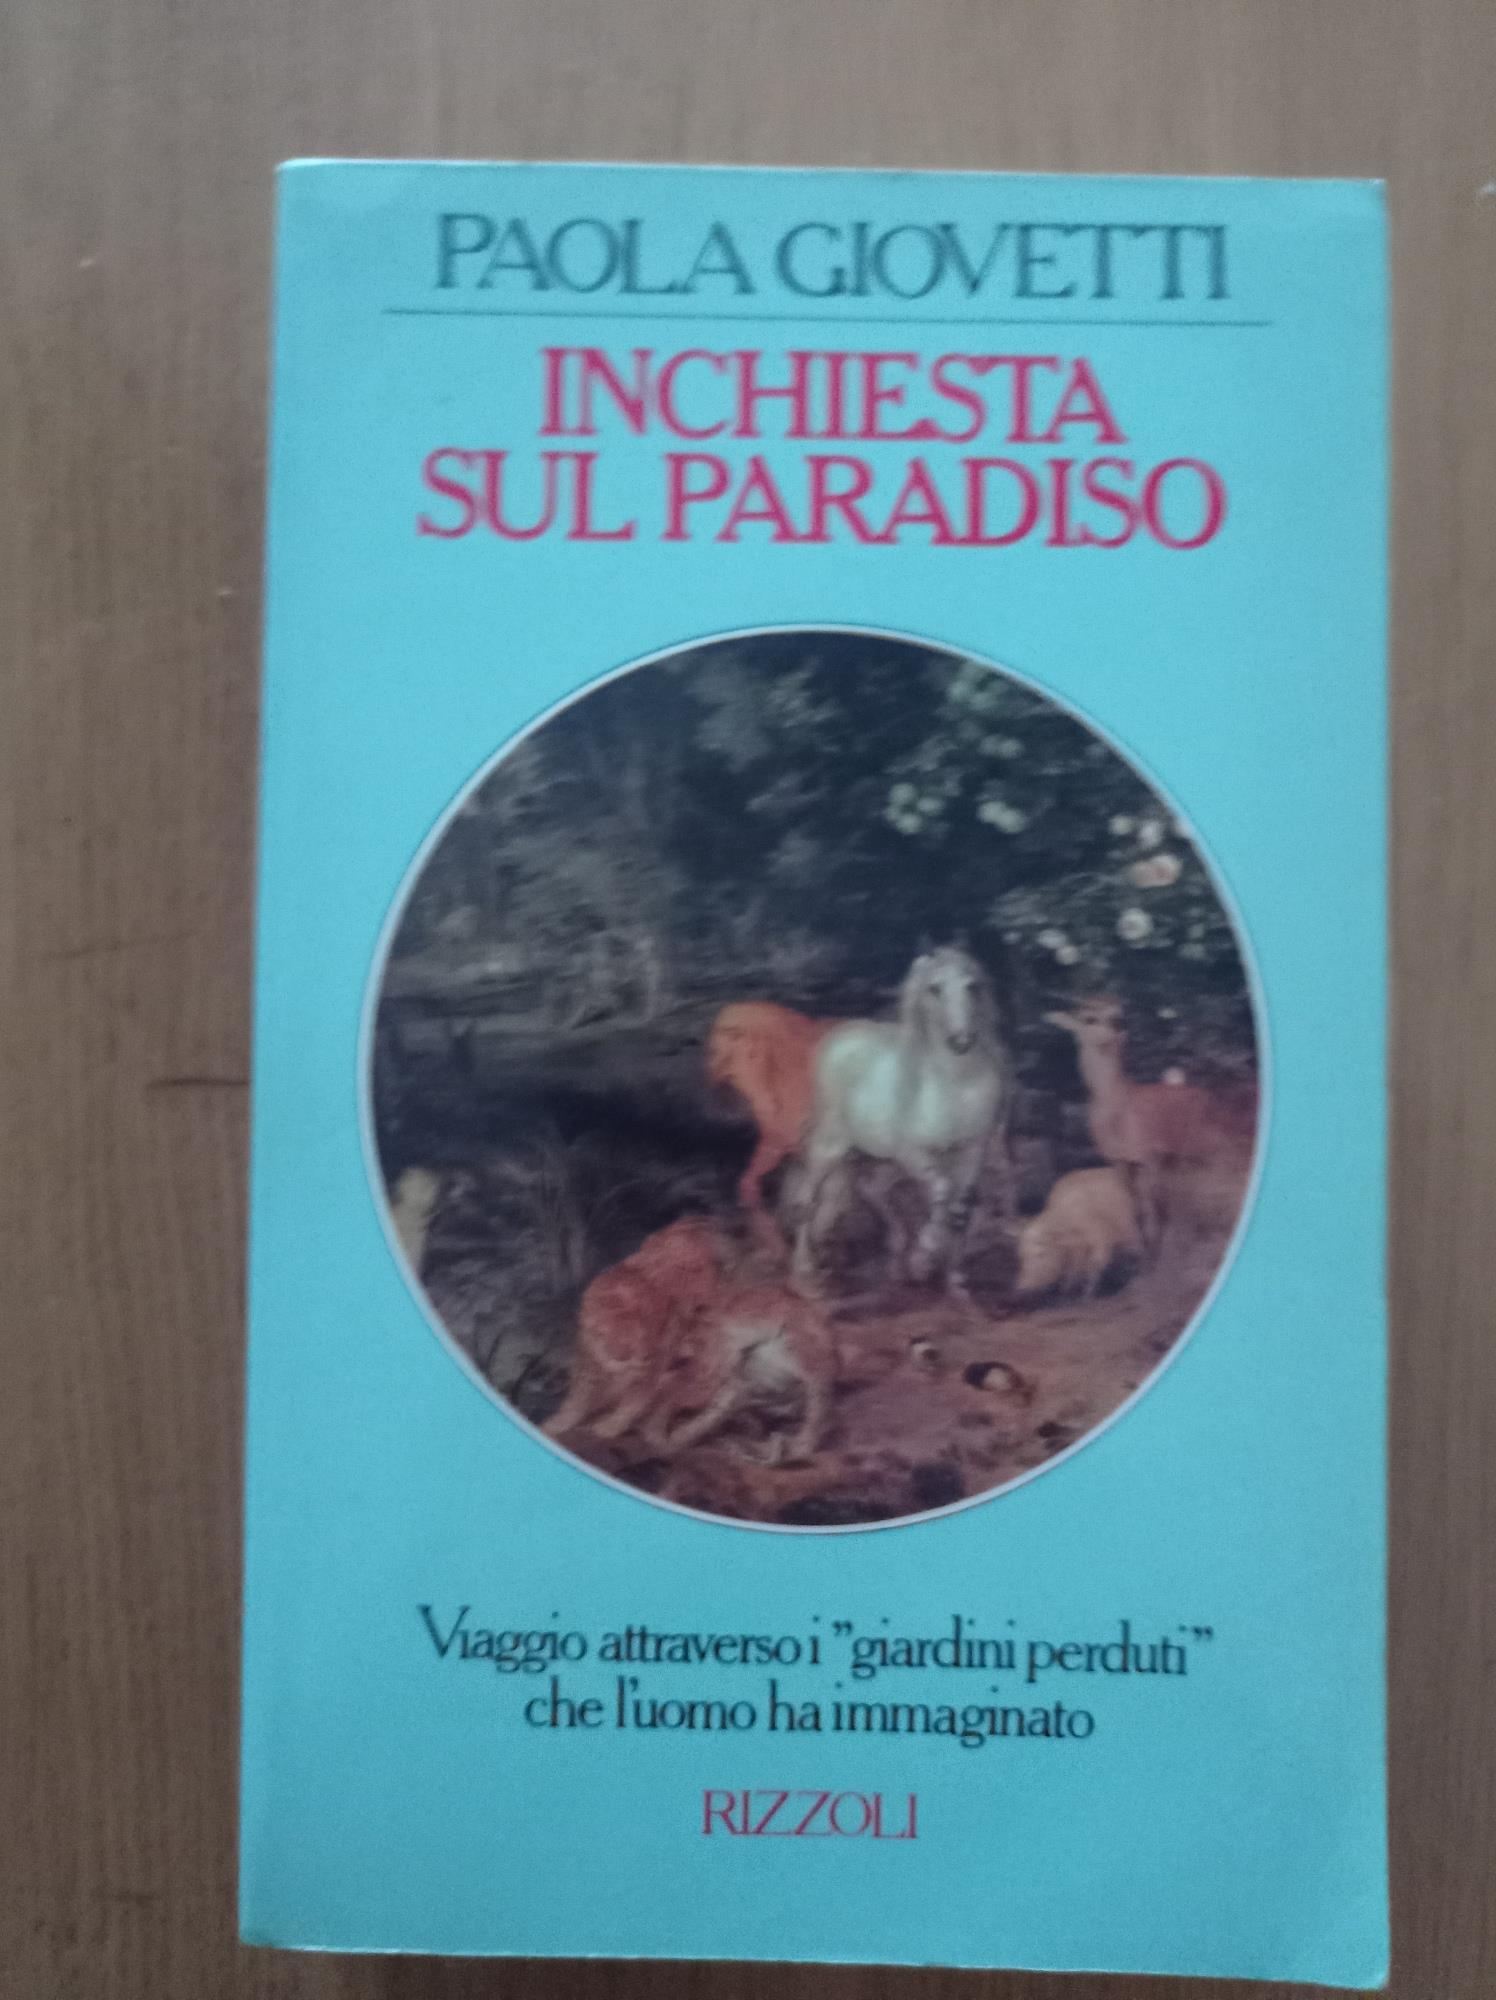 PAOLA GIOVETTI
INCHIESTA
SUL PARADISO
Viaggio attraverso i "giardini perduti"
che l'uomo ha immaginato
RIZZOLI